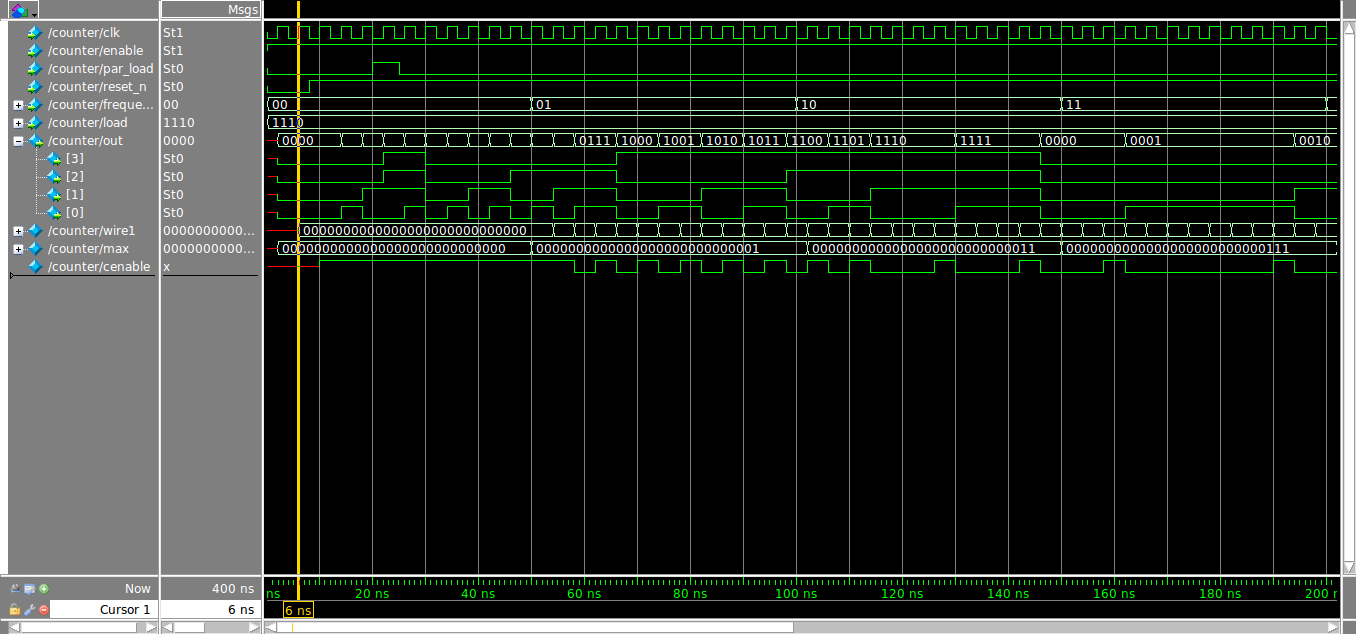 Msgs
/counter/clk St1
/counter/enable St1
/counter/par_load St0
/counter/reset_n St0
/counter/freque... 00 00 01 10 11
/counter/load 1110 1110
/counter/out 0000 0000 0111 1000 1001 1010 1011 1100 1101 1110 1111 0000 0001 0010
[3] St0
[2] St0
[1] St0
[0] St0
/counter/wire1 0000000000... 0000000000000000000000000000
/counter/max 0000000000... 0000000000000000000000000000 0000000000000000000000000001 0000000000000000000000000011 0000000000000000000000000111
/counter/cenable x
Now 400 ns ns 20 ns 40 ns 60 ns 80 ns 100 ns 120 ns 140 ns 160 ns 180 ns 200 n
Cursor 1 6 ns 6 ns